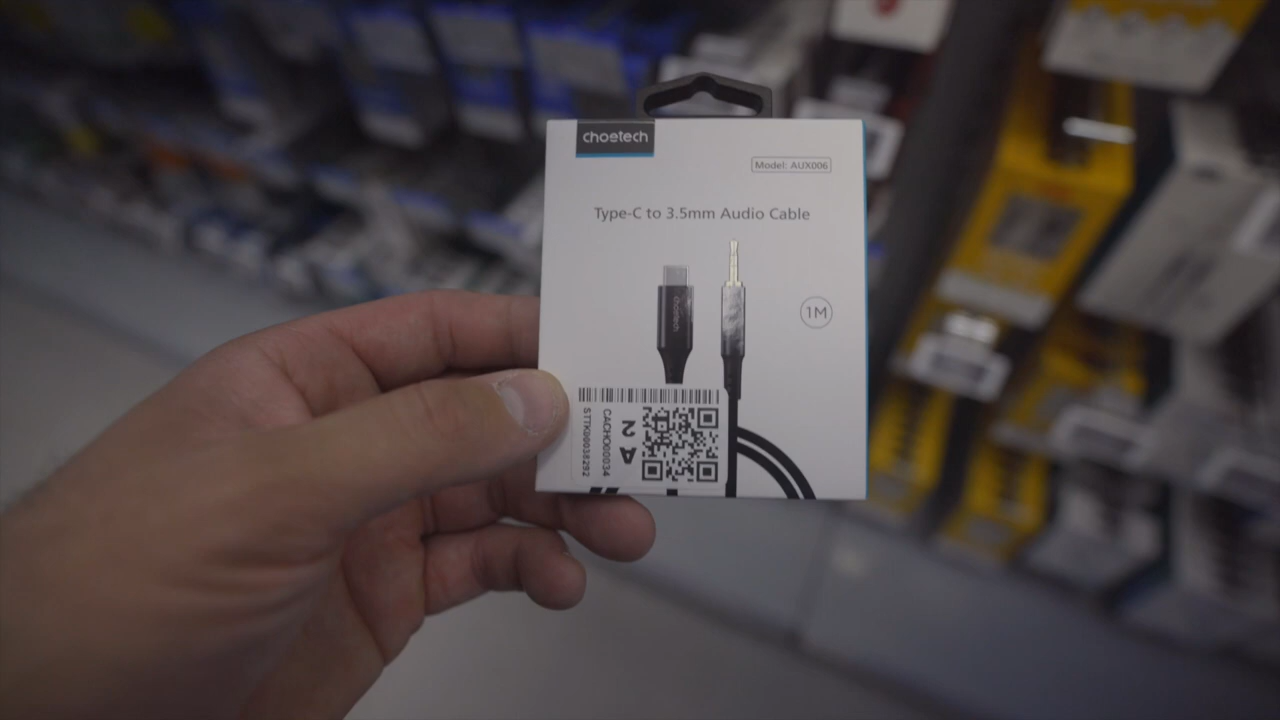 choetech
Model: AUX006
Type-C to 3.5mm Audio Cable
choetech
1M
STTK00038292
CACHO00034
A 2